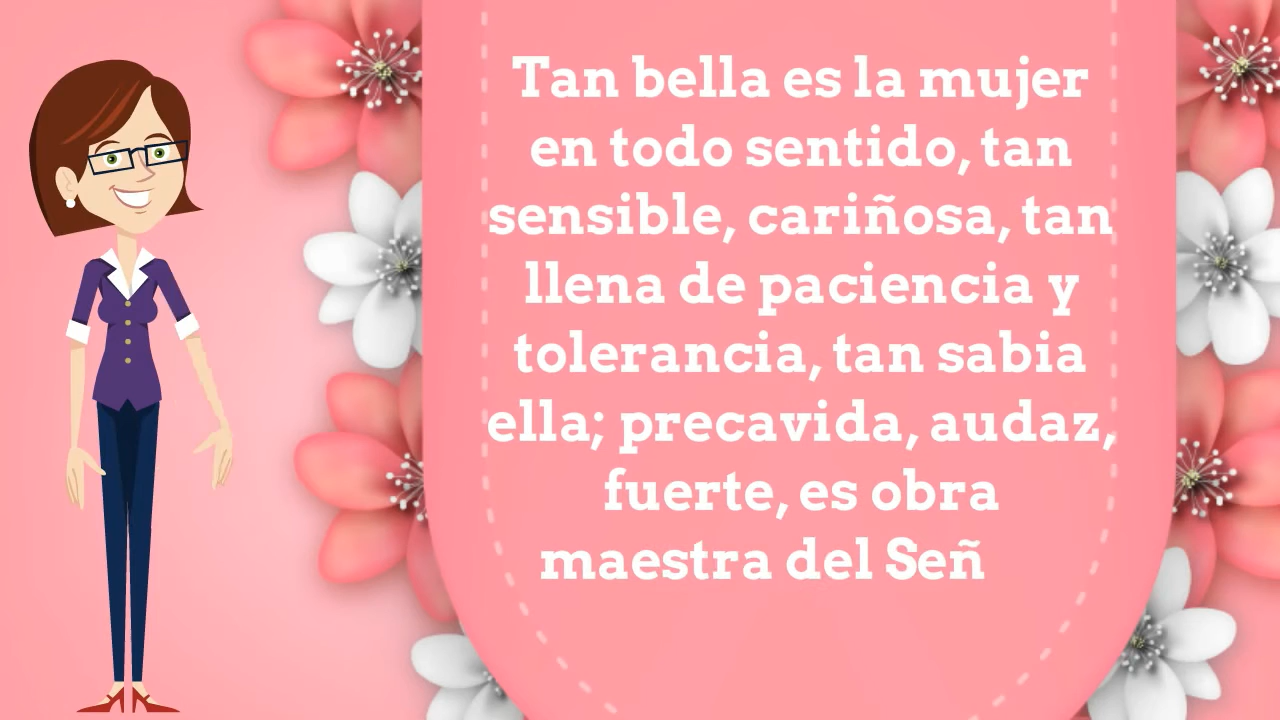 Tan bella es la mujer
en todo sentido, tan
sensible, cariñosa, tan
llena de paciencia y
tolerancia, tan sabia
ella; precavida, audaz,
fuerte, es obra
maestra del Señ